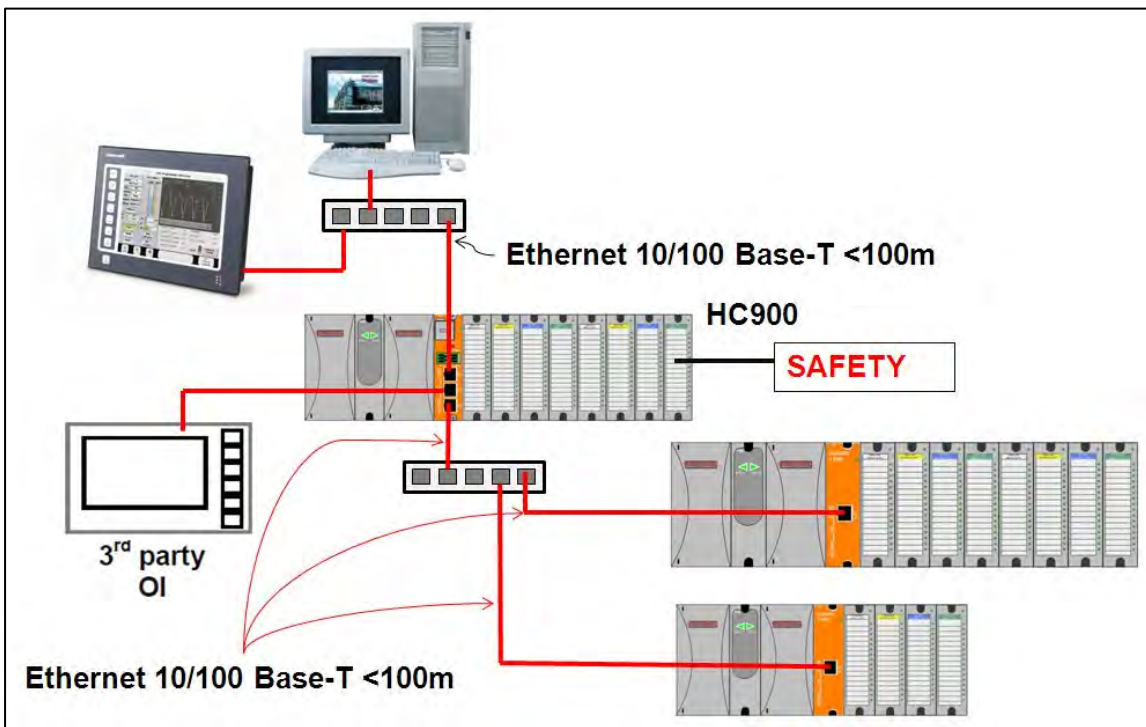 Ethernet 10/100 Base-T <100m
HC900
SAFETY
3rd party
OI
Ethernet 10/100 Base-T <100m